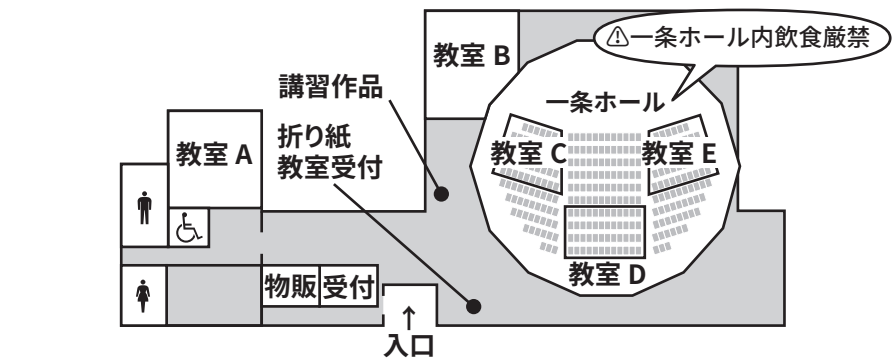 ⚠一条ホール内飲食厳禁
教室 B
一条ホール
講習作品
折り紙
教室受付
教室 A
教室 C
教室 E
教室 D
物販
受付
↑
入口